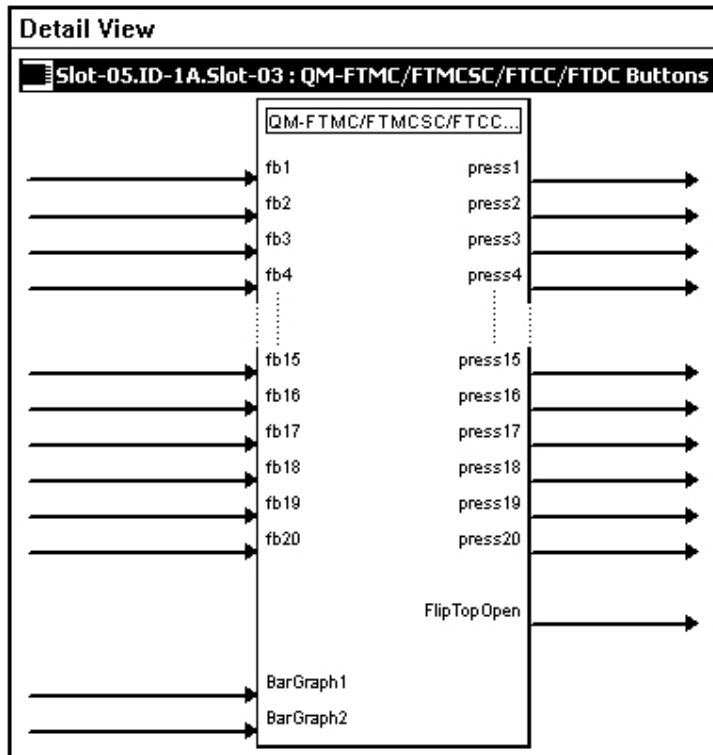 Detail View
Slot-05.ID-1A.Slot-03 : QM-FTMC/FTMCSC/FTCC/FTDC Buttons
QM-FTMC/FTMCSC/FTCC...
fb1 press1
fb2 press2
fb3 press3
fb4 press4
fb15 press15
fb16 press16
fb17 press17
fb18 press18
fb19 press19
fb20 press20
FlipTopOpen
BarGraph1
BarGraph2